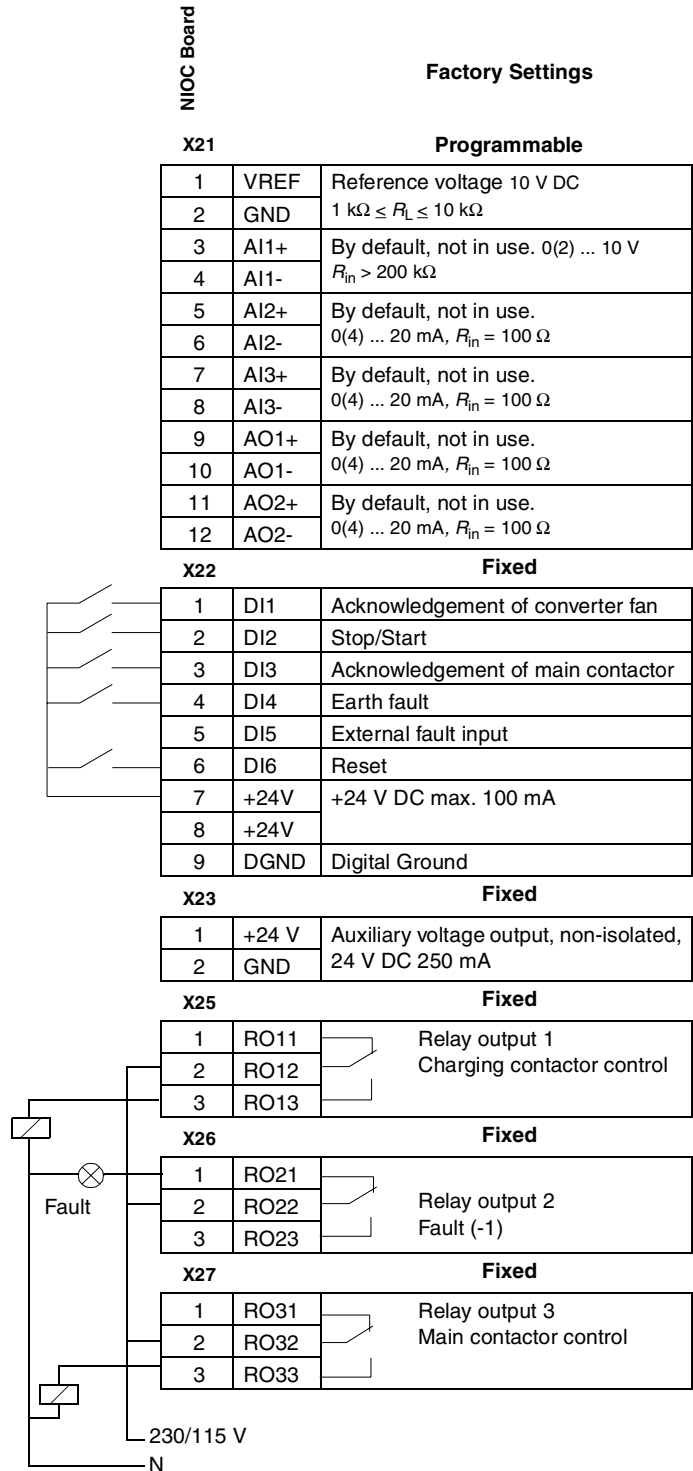 NIOC Board
Factory Settings
X21 Programmable
1 VREF Reference voltage 10 V DC
2 GND 1 kΩ ≤ RL ≤ 10 kΩ
3 AI1+ By default, not in use. 0(2) ... 10 V
4 AI1- Rin > 200 kΩ
5 AI2+ By default, not in use.
6 AI2- 0(4) ... 20 mA, Rin = 100 Ω
7 AI3+ By default, not in use.
8 AI3- 0(4) ... 20 mA, Rin = 100 Ω
9 AO1+ By default, not in use.
10 AO1- 0(4) ... 20 mA, Rin = 100 Ω
11 AO2+ By default, not in use.
12 AO2- 0(4) ... 20 mA, Rin = 100 Ω
X22 Fixed
1 DI1 Acknowledgement of converter fan
2 DI2 Stop/Start
3 DI3 Acknowledgement of main contactor
4 DI4 Earth fault
5 DI5 External fault input
6 DI6 Reset
7 +24V +24 V DC max. 100 mA
8 +24V
9 DGND Digital Ground
X23 Fixed
1 +24 V Auxiliary voltage output, non-isolated,
2 GND 24 V DC 250 mA
X25 Fixed
1 RO11 Relay output 1
2 RO12 Charging contactor control
3 RO13
X26 Fixed
1 RO21
Fault 2 RO22 Relay output 2
3 RO23 Fault (-1)
X27 Fixed
1 RO31 Relay output 3
2 RO32 Main contactor control
3 RO33
230/115 V
N